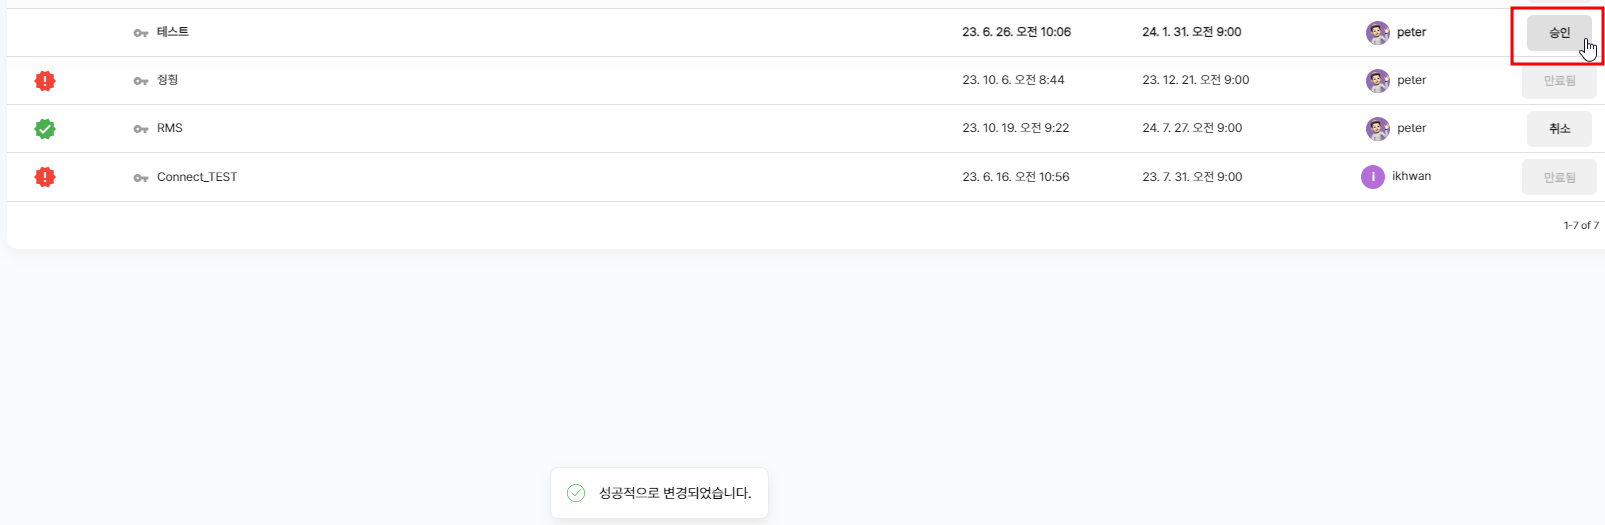 테스트 23. 6. 26. 오전 10:06 24. 1. 31. 오전 9:00 peter 승인
슁힁 23. 10. 6. 오전 8:44 23. 12. 21. 오전 9:00 peter 만료됨
RMS 23. 10. 19. 오전 9:22 24. 7. 27. 오전 9:00 peter 취소
Connect_TEST 23. 6. 16. 오전 10:56 23. 7. 31. 오전 9:00 i ikhwan 만료됨
1-7 of 7
성공적으로 변경되었습니다.